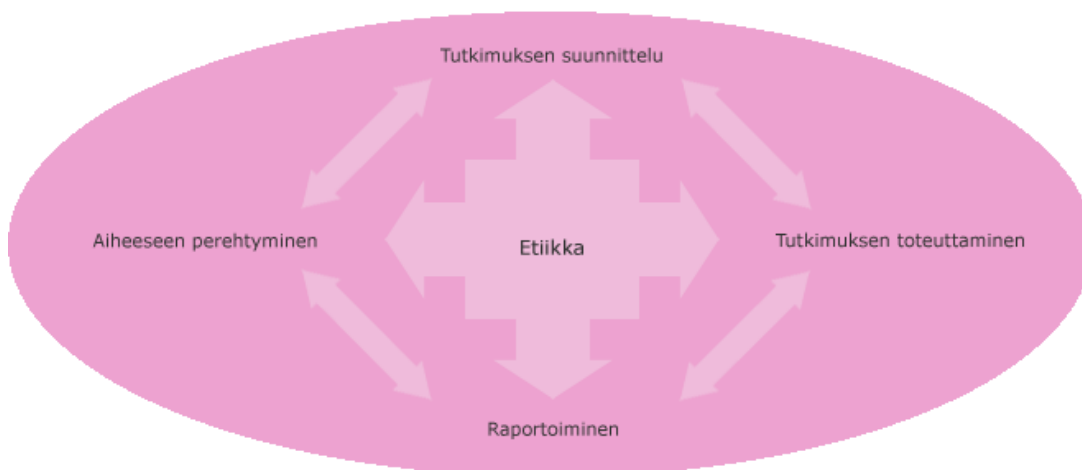 Tutkimuksen suunnittelu
Aiheeseen perehtyminen
Etiikka
Tutkimuksen toteuttaminen
Raportoiminen